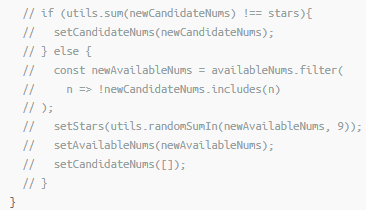 // if (utils.sum(newCandidateNums) !== stars){
//   setCandidateNums(newCandidateNums);
// } else {
//   const newAvailableNums = availableNums.filter(
//     n => !newCandidateNums.includes(n)
// );
//   setStars(utils.randomSumIn(newAvailableNums, 9));
//   setAvailableNums(newAvailableNums);
//   setCandidateNums([]);
// }
}